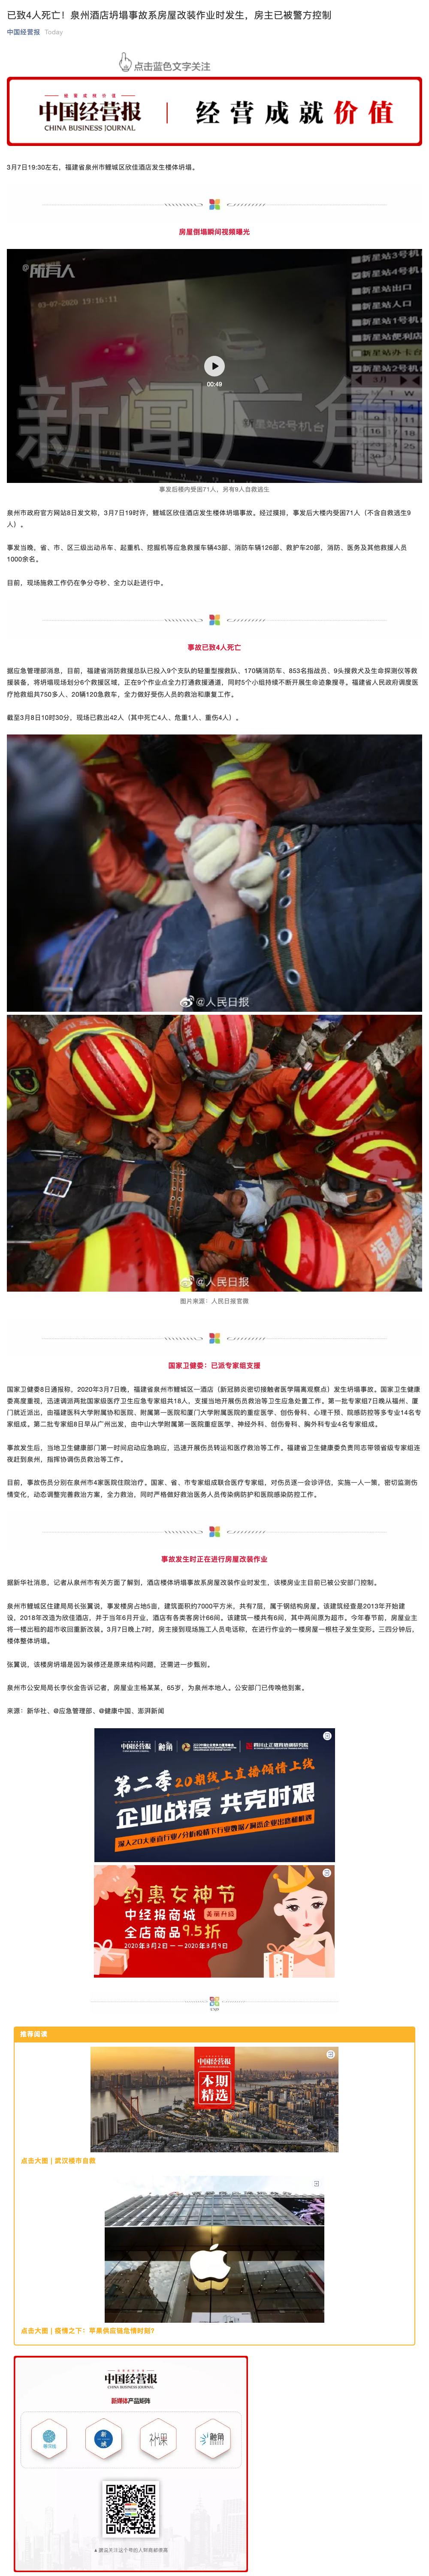 已致4人死亡！泉州酒店坍塌事故系房屋改装作业时发生，房主已被警方控制
中国经营报 Today
点击蓝色文字关注
中国经营报
CHINA BUSINESS JOURNAL
经营成就价值
3月7日19:30左右，福建省泉州市鲤城区欣佳酒店发生楼体坍塌。
房屋倒塌瞬间视频曝光
03-07-2020 19:16:11
新闻广角
00:49
事发后楼内受困71人，另有9人自救逃生
泉州市政府官方网站8日发文称，3月7日19时许，鲤城区欣佳酒店发生楼体坍塌事故。经过摸排，事发后大楼内受困71人（不含自救逃生9
人）。
事发当晚，省、市、区三级出动吊车、起重机、挖掘机等应急救援车辆43部、消防车辆126部、救护车20部，消防、医务及其他救援人员
1000余名。
目前，现场施救工作仍在争分夺秒、全力以赴进行中。
事故已致4人死亡
据应急管理部消息，目前，福建省消防救援总队已投入9个支队的轻重型搜救队、170辆消防车、853名指战员、9头搜救犬及生命探测仪等救
援装备，将坍塌现场划分6个救援区域，正在9个作业点全力打通救援通道，同时5个小组持续不断开展生命迹象搜寻。福建省人民政府调度医
疗抢救组共750多人、20辆120急救车，全力做好受伤人员的救治和康复工作。
截至3月8日10时30分，现场已救出42人（其中死亡4人、危重1人、重伤4人）。
@人民日报
@人民日报
图片来源：人民日报官微
国家卫健委：已派专家组支援
国家卫健委8日通报称，2020年3月7日晚，福建省泉州市鲤城区一酒店（新冠肺炎密切接触者医学隔离观察点）发生坍塌事故。国家卫生健康
委高度重视，迅速调派两批国家级医疗卫生应急专家组共18人，支援当地开展伤员救治等卫生应急处置工作。第一批专家组7日晚从福州、厦
门就近派出，由福建医科大学附属协和医院、附属第一医院和厦门大学附属医院的重症医学、创伤骨科、心理干预、院感防控等多专业14名专
家组成。第二批专家组8日早从广州出发，由中山大学附属第一医院重症医学、神经外科、创伤骨科、胸外科专业4名专家组成。
事故发生后，当地卫生健康部门第一时间启动应急响应，迅速开展伤员转运和医疗救治等工作。福建省卫生健康委负责同志带领省级专家组连
夜赶到泉州，指挥协调伤员救治等工作。
目前，事故伤员分别在泉州市4家医院住院治疗。国家、省、市专家组成联合医疗专家组，对伤员逐一会诊评估，实施一人一策，密切监测伤
情变化，动态调整完善救治方案，全力救治，同时严格做好救治医务人员传染病防护和医院感染防控工作。
事故发生时正在进行房屋改装作业
据新华社消息，记者从泉州市有关方面了解到，酒店楼体坍塌事故系房屋改装作业时发生，该楼房业主目前已被公安部门控制。
泉州市鲤城区住建局局长张翼说，事发楼房占地5亩，建筑面积约7000平方米，共有7层，属于钢结构房屋。该建筑经查是2013年开始建
设，2018年改造为欣佳酒店，并于当年6月开业，酒店有各类客房计66间。该建筑一楼共有6间，其中两间原为超市。今年春节前，房屋业主
将一楼出租的超市收回重新改装。3月7日晚上7时，房主接到现场施工人员电话称，在进行作业的一楼房屋一根柱子发生变形。三四分钟后，
楼体整体坍塌。
张翼说，该楼房坍塌是因为装修还是原来结构问题，还需进一步甄别。
泉州市公安局局长李伙金告诉记者，房屋业主杨某某，65岁，为泉州本地人。公安部门已传唤他到案。
来源：新华社、@应急管理部、@健康中国、澎湃新闻
中国经营报 融角
第二季 20期线上直播倾情上线
企业战疫 共克时艰
约惠女神节
中经报商城 美丽升级
全店商品 9.5折
2020年3月2日——2020年3月9日
推荐阅读
中国经营报
本期
精选
点击大图 | 武汉楼市自救
点击大图 | 疫情之下：苹果供应链危情时刻？
中国经营报
CHINA BUSINESS JOURNAL
新媒体产品矩阵
融角